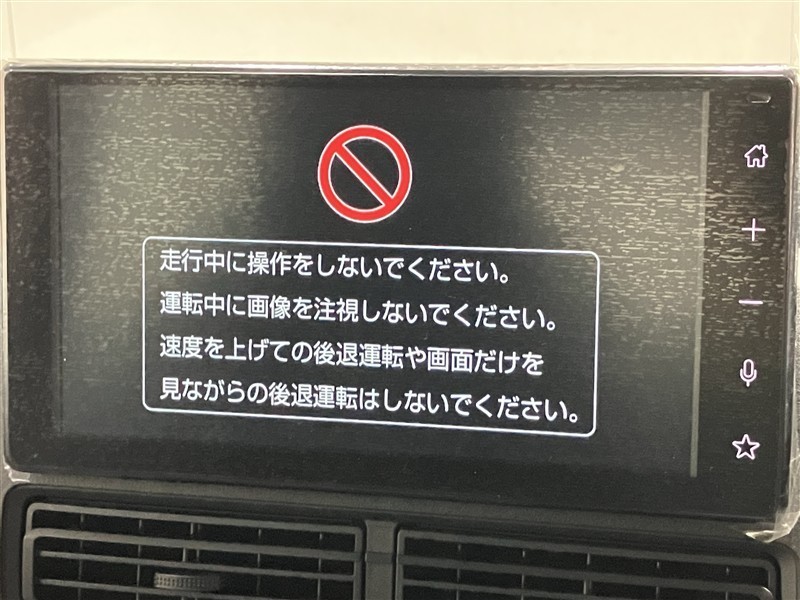 走行中に操作をしないでください。
運転中に画像を注視しないでください。
速度を上げての後退運転や画面だけを
見ながらの後退運転はしないでください。